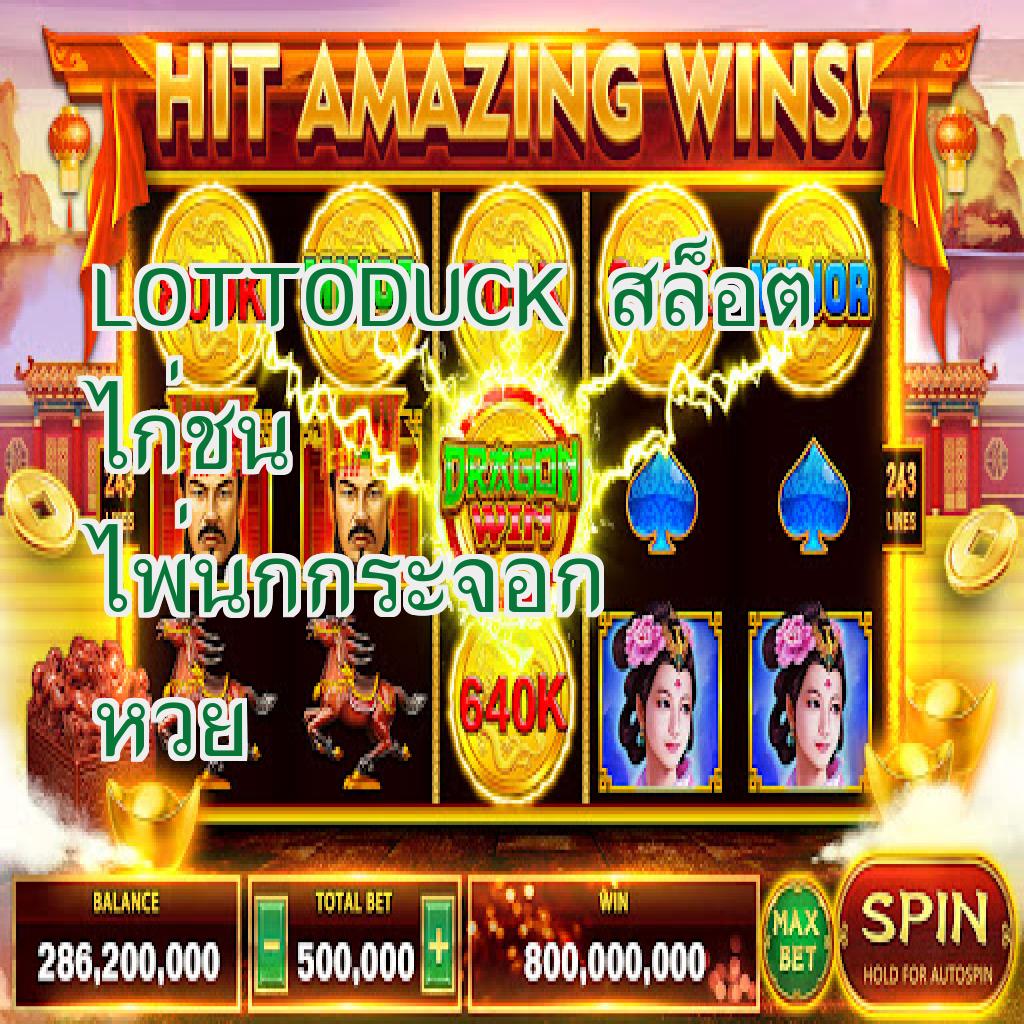 HIT AMAZING WINS!
LOTTODUCK สล็อต
ไก่ชน
ไพ่นกกระจอก
หวย
DRAGON
WIN
243
LINES
243
LINES
640K
BALANCE
TOTAL BET
WIN
286,200,000
- 500,000 +
800,000,000
MAX
BET
SPIN
HOLD FOR AUTOSPIN